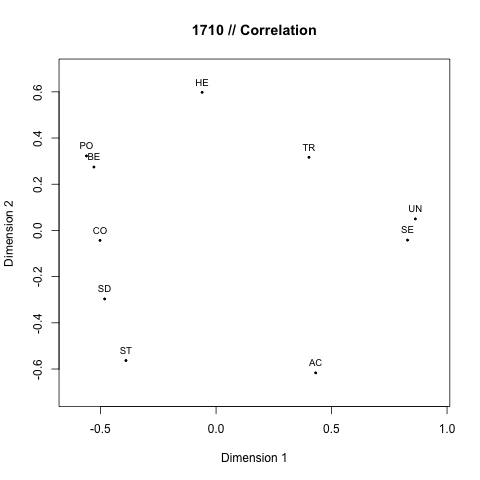 1710 // Correlation
HE
PO
BE
TR
UN
CO
SE
SD
ST
AC
0.6
0.4
0.2
0.0
-0.2
-0.4
-0.6
Dimension 2
-0.5
0.0
0.5
1.0
Dimension 1